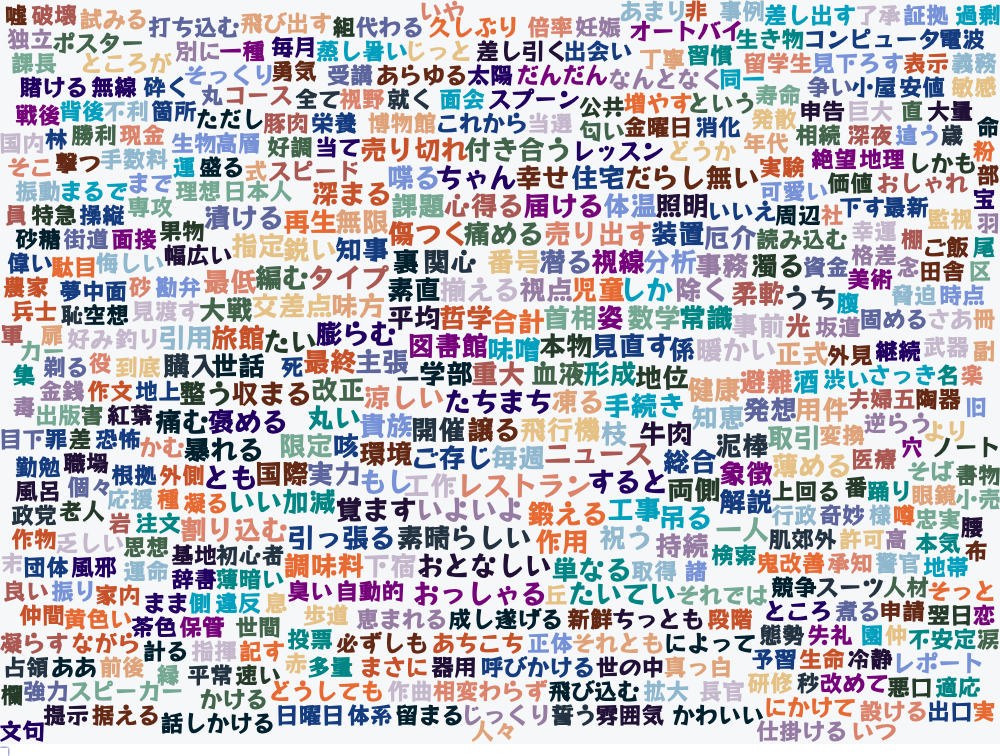 嘘 破壊 試みる 打ち込む 飛び出す 組 代わる いや 久しぶり 倍率 妊娠 あまり 非 事例 差し出す 了承 証拠 過剰
独立 ポスター 別に 一種 毎月 蒸し暑い じっと 差し引く 出会い オートバイ 生き物 コンピュータ 電波
課長 ところが そっくり 勇気 受講 あらゆる 太陽 だんだん なんとなく 丁寧 習慣 同一 留学生 見下ろす 表示 義務
賭ける 無線 砕く 丸 コース 全て 視野 就く 面会 スプーン 公共 増やす という 寿命 争い 小屋 安値 敏感
戦後 背後 不利 箇所 ただし 豚肉 栄養 博物館 これから 当選 匂い 金曜日 消化 発散 申告 巨大 直 大量
国内 林 勝利 現金 生物 高層 好調 当て 売り切れ 付き合う レッスン どうか 年代 相続 深夜 違う 歳 命
そこ 撃つ 手数料 運 盛る 式 スピード 喋る ちゃん 幸せ 住宅 だらし無い 実験 絶望 地理 しかも 粉
振動 まるで まで 理想 日本人 深まる 可愛い 価値 おしゃれ 部
員 特急 操縦 専攻 漬ける 再生 無限 課題 心得る 届ける 体温 照明 いいえ 周辺 社 下す 最新 監視 宝 羽
砂糖 街道 面接 果物 幅広い 指定 鋭い 知事 傷つく 痛める 売り出す 装置 厄介 読み込む 幸運 棚 ご飯 尾
偉い 駄目 悔しい 最低 編む タイプ 裏 関心 番号 潜る 視線 分析 事務 濁る 資金 格差 念 田舎 区
農家 夢中 面 砂 勘弁 素直 揃える 視点 児童 しか 除く 柔軟 うち 腹 美術 脅迫 時点
兵士 恥 空想 見渡す 大戦 交差点 味方 平均 哲学 合計 首相 姿 数学 常識 事前 光 坂道 固める さあ 冊
軍 扉 好み 釣り 引用 旅館 たい 膨らむ 図書館 味噌 本物 見直す 係 暖かい 正式 外見 継続 武器 副
カー 剃る 役 到底 購入 世話 死 最終 主張 一 学部 重大 血液 形成 地位 健康 避難 酒 渋い さっき 名 楽
集 金銭 作文 地上 整う 収まる 改正 涼しい たちまち 凍る 手続き 知恵 発想 用件 夫婦 五 陶器 旧
毒 出版 害 紅葉 痛む 褒める 丸い 貴族 開催 譲る 飛行機 枝 牛肉 逆らう より
目下 罪 差 恐怖 かむ 暴れる 限定 咳 環境 ご存じ 毎週 ニュース 総合 泥棒 取引 変換 穴 ノート
勤勉 職場 根拠 外側 とも 国際 実力 もし 工作 レストラン すると 両側 象徴 薄める 医療 そば 書物
風呂 個々 応援 種 凝る いい 加減 覚ます いよいよ 鍛える 工事 吊る 解説 上回る 番 踊り 眼鏡 小売
政党 老人 岩 注文 割り込む 引っ張る 素晴らしい 作用 祝う 持続 一人 行政 奇妙 様 噂 忠実 腰
作物 乏しい 思想 基地 初心者 調味料 下宿 おとなしい 単なる 取得 諸 検索 肌 郊外 許可 高 本気 布
末 団体 風邪 運命 辞書 薄暗い 鬼 改善 承知 警官 地帯
良い 振り 家内 まま 側 違反 息 臭い 自動的 おっしゃる 丘 たいてい それでは 競争 スーツ 人材 そっと
仲間 黄色い 茶色 保管 世間 歩道 恵まれる 成し遂げる 新鮮 ちっとも 段階 ところ 煮る 申請 翌日 恋
凝らす ながら 計る 指揮 記す 投票 必ずしも あちこち 正体 それとも によって 態勢 失礼 園 仲 不安定 涙
占領 ああ 前後 縁 平常 速い 赤 多量 まさに 器用 呼びかける 世の中 真っ白 予習 生命 冷静 レポート
欄 強力 スピーカー かける どうしても 作曲 相変わらず 飛び込む 拡大 長官 研修 秒 改めて 悪口 適応
文句 提示 据える 話しかける 日曜日 体系 留まる じっくり 誓う 雰囲気 かわいい にかけて 設ける 出口 実
人々 仕掛ける いつ